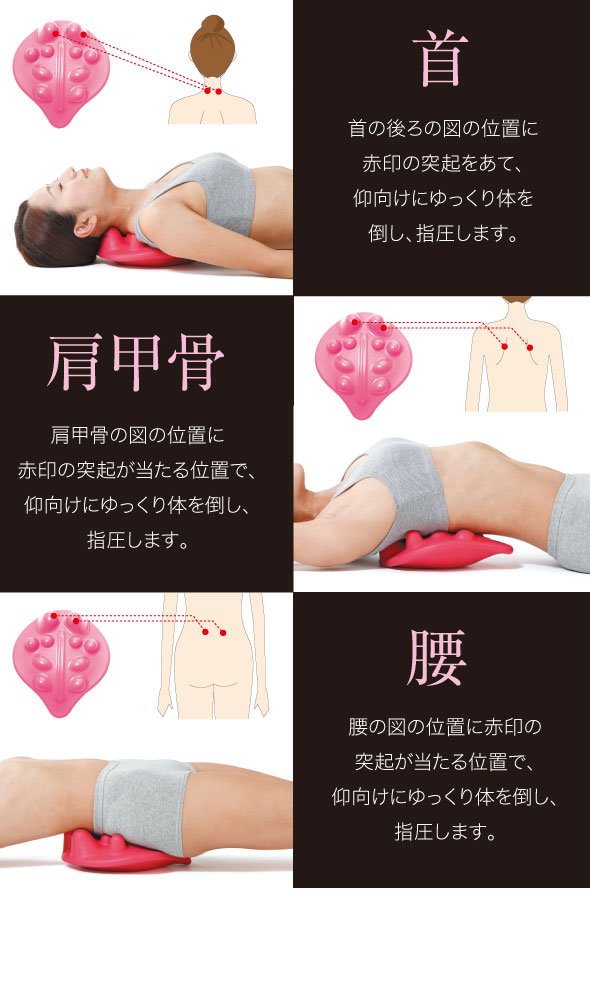 首
首の後ろの図の位置に
赤印の突起をあて、
仰向けにゆっくり体を
倒し、指圧します。
肩甲骨
肩甲骨の図の位置に
赤印の突起が当たる位置で、
仰向けにゆっくり体を倒し、
指圧します。
腰
腰の図の位置に赤印の
突起が当たる位置で、
仰向けにゆっくり体を倒し、
指圧します。